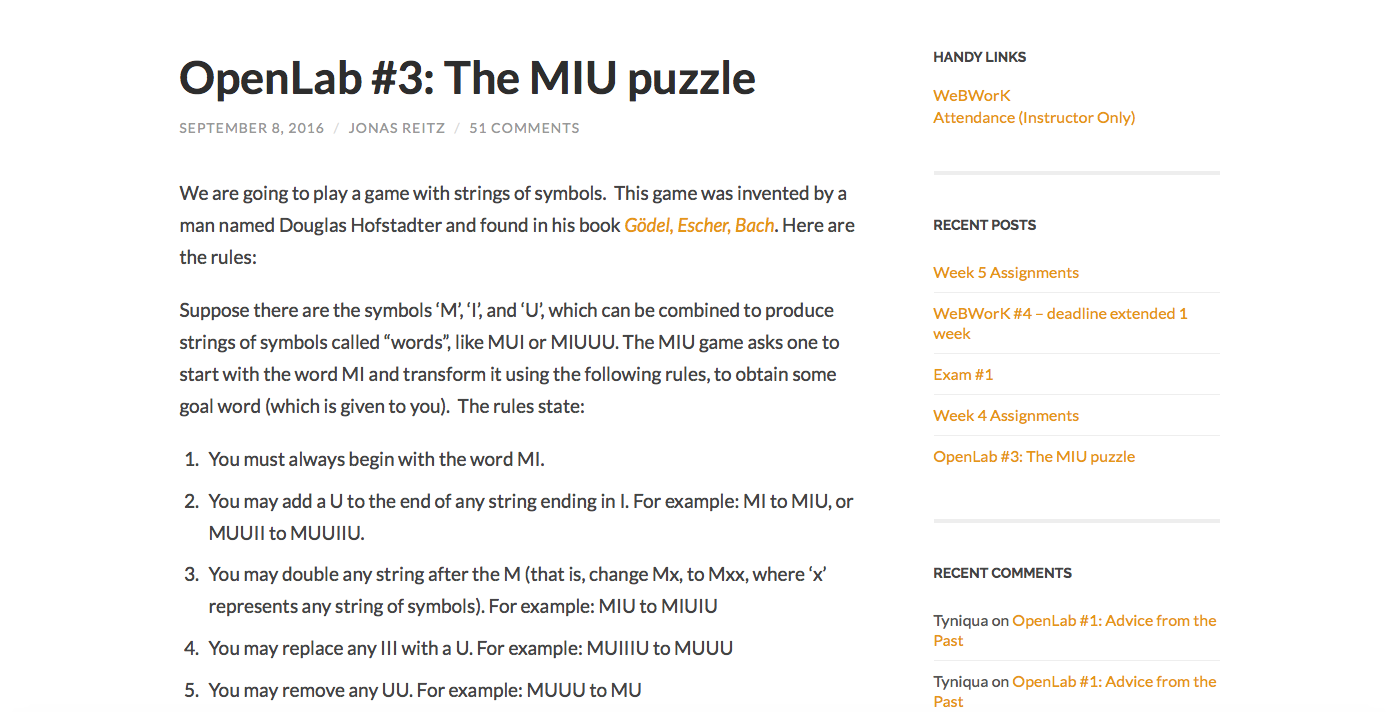 OpenLab #3: The MIU puzzle
SEPTEMBER 8, 2016 / JONAS REITZ / 51 COMMENTS
We are going to play a game with strings of symbols.  This game was invented by a
man named Douglas Hofstadter and found in his book Gödel, Escher, Bach. Here are
the rules:
Suppose there are the symbols ‘M’, ‘I’, and ‘U’, which can be combined to produce
strings of symbols called “words”, like MUI or MIUUU. The MIU game asks one to
start with the word MI and transform it using the following rules, to obtain some
goal word (which is given to you).  The rules state:
1. You must always begin with the word MI.
2. You may add a U to the end of any string ending in I. For example: MI to MIU, or
MUUII to MUUIIU.
3. You may double any string after the M (that is, change Mx, to Mxx, where ‘x’
represents any string of symbols). For example: MIU to MIUIU
4. You may replace any III with a U. For example: MUIIIU to MUUU
5. You may remove any UU. For example: MUUU to MU
HANDY LINKS
WeBWorK
Attendance (Instructor Only)
RECENT POSTS
Week 5 Assignments
WeBWorK #4 – deadline extended 1
week
Exam #1
Week 4 Assignments
OpenLab #3: The MIU puzzle
RECENT COMMENTS
Tyniqua on OpenLab #1: Advice from the
Past
Tyniqua on OpenLab #1: Advice from the
Past